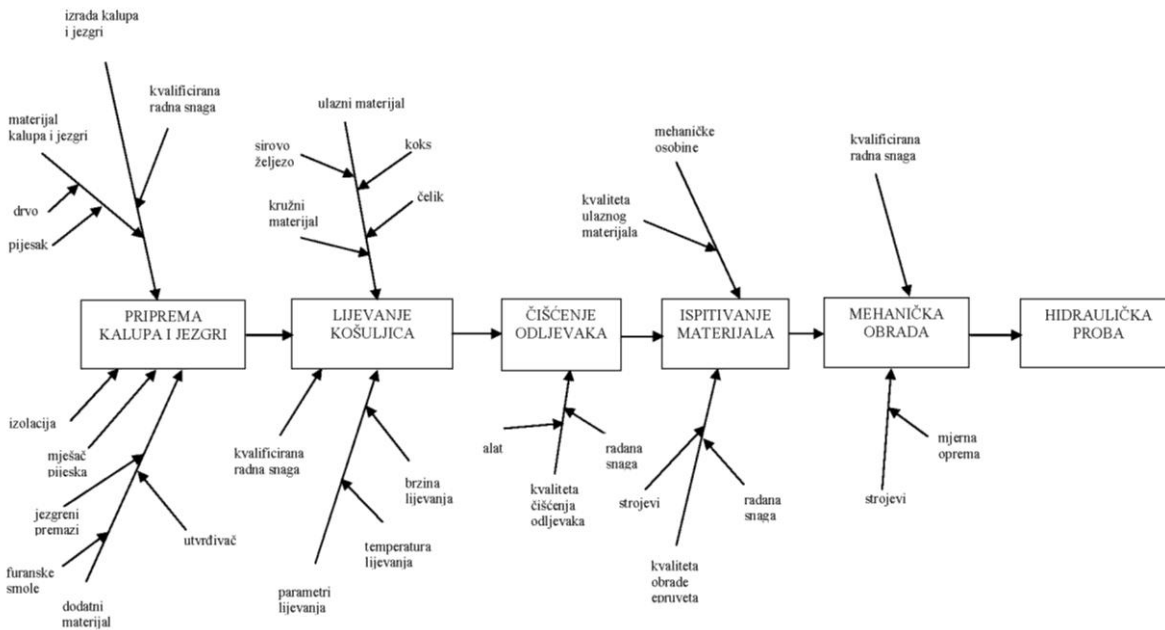 izrada kalupa
i jezgri
kvalificirana
radna snaga
materijal
kalupa i jezgri
drvo
pijesak
ulazni materijal
sirovo
željezo
koks
kružni
materijal
čelik
mehaničke
osobine
kvaliteta
ulaznog
materijala
kvalificirana
radna snaga
PRIPREMA
KALUPA I JEZGRI
LIJEVANJE
KOŠULJICA
ČIŠĆENJE
ODLJEVAKA
ISPITIVANJE
MATERIJALA
MEHANIČKA
OBRADA
HIDRAULIČKA
PROBA
izolacija
mješač
pijeska
jezgreni
premazi
utvrđivač
furanske
smole
dodatni
materijal
kvalificirana
radna snaga
brzina
lijevanja
temperatura
lijevanja
parametri
lijevanja
alat
radana
snaga
kvaliteta
čišćenja
odljevaka
strojevi
radana
snaga
kvaliteta
obrade
epruveta
mjerna
oprema
strojevi